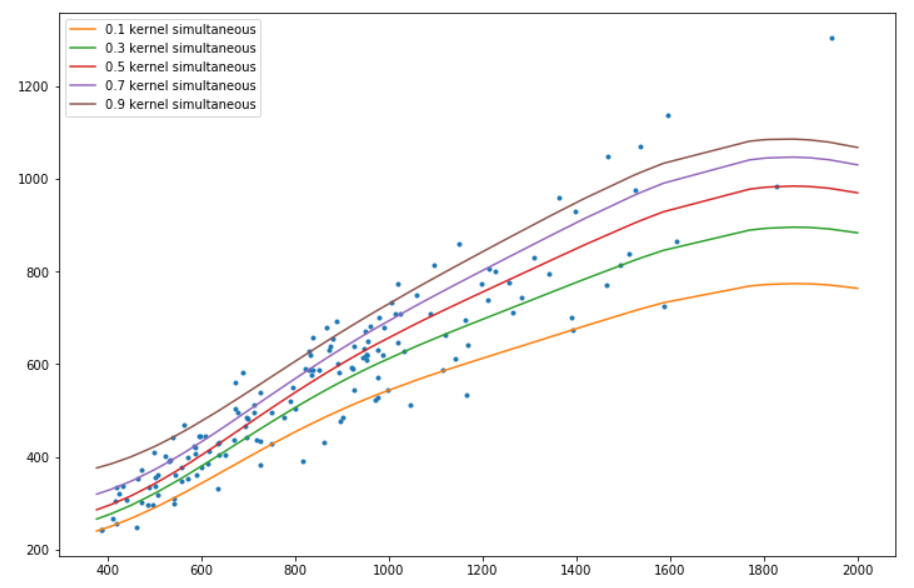 0.1 kernel simultaneous
0.3 kernel simultaneous
0.5 kernel simultaneous
0.7 kernel simultaneous
0.9 kernel simultaneous
1200
1000
800
600
400
200
400 600 800 1000 1200 1400 1600 1800 2000